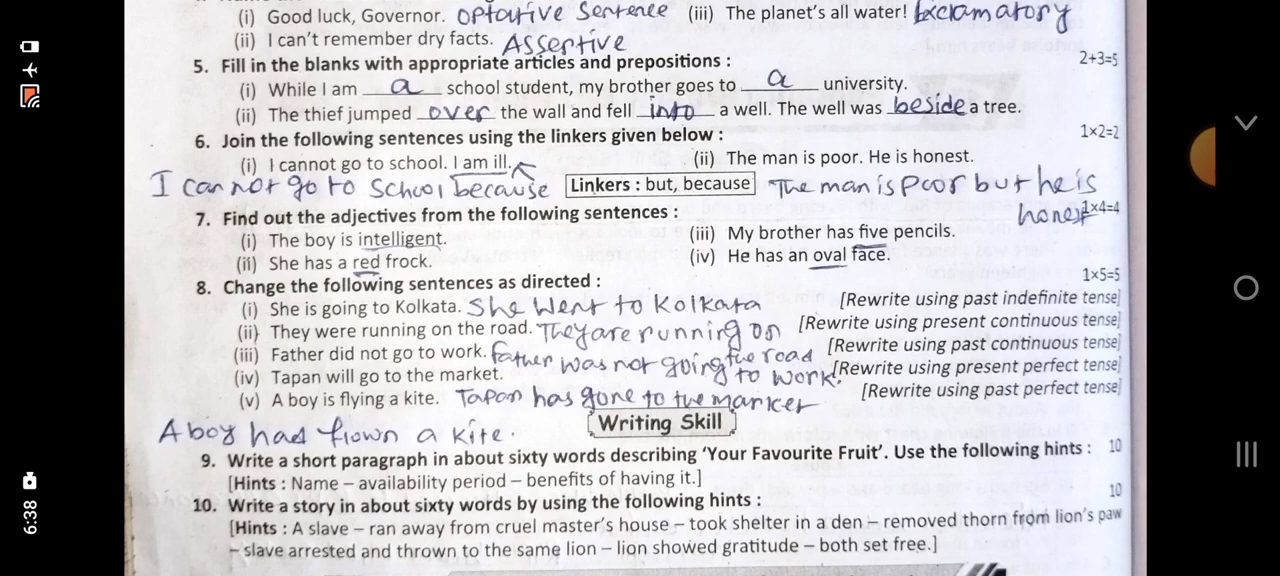 (i) Good luck, Governor. Optative Sentence (iii) The planet's all water! Exclamatory
(ii) I can't remember dry facts. Assertive
5. Fill in the blanks with appropriate articles and prepositions : 2+3=5
(i) While I am a school student, my brother goes to a university.
(ii) The thief jumped over the wall and fell into a well. The well was beside a tree.
6. Join the following sentences using the linkers given below : 1×2=2
(i) I cannot go to school. I am ill. (ii) The man is poor. He is honest.
I can not go to School because Linkers : but, because The man is poor but he is
honest
7. Find out the adjectives from the following sentences : 1×4=4
(i) The boy is intelligent. (iii) My brother has five pencils.
(ii) She has a red frock. (iv) He has an oval face.
8. Change the following sentences as directed : 1×5=5
(i) She is going to Kolkata. She Went to Kolkata [Rewrite using past indefinite tense]
(ii) They were running on the road. They are running on [Rewrite using present continuous tense]
the road
(iii) Father did not go to work. Father was not going to work. [Rewrite using past continuous tense]
(iv) Tapan will go to the market. [Rewrite using present perfect tense]
(v) A boy is flying a kite. Tapan has gone to the market [Rewrite using past perfect tense]
A boy had flown a kite.
Writing Skill
9. Write a short paragraph in about sixty words describing 'Your Favourite Fruit'. Use the following hints : 10
[Hints : Name – availability period – benefits of having it.]
10. Write a story in about sixty words by using the following hints : 10
[Hints : A slave – ran away from cruel master's house – took shelter in a den – removed thorn from lion's paw
– slave arrested and thrown to the same lion – lion showed gratitude – both set free.]
6:38